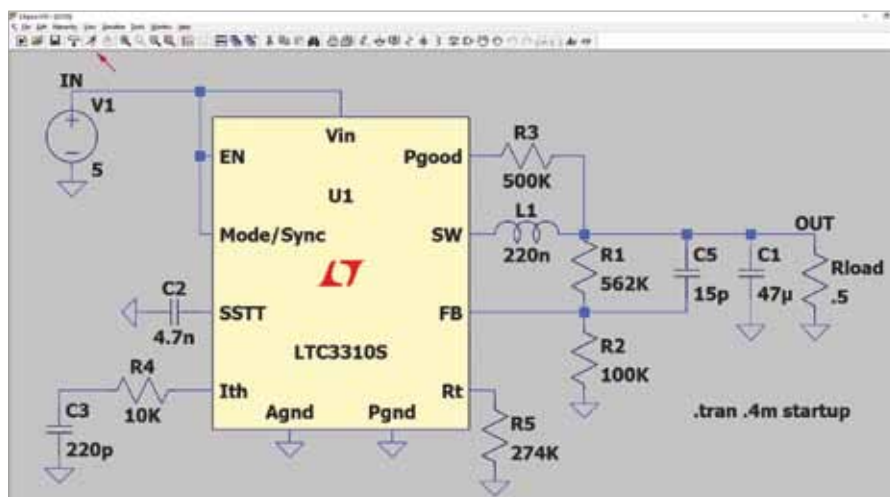 IN
V1
5
Vin
EN
Pgood
R3
500K
U1
L1
220n
Mode/Sync
SW
OUT
R1
562K
C5
15p
C1
47µ
Rload
.5
C2
4.7n
SSTT
FB
LTC3310S
R2
100K
R4
10K
Ith
Rt
C3
220p
Agnd
Pgnd
R5
274K
.tran .4m startup